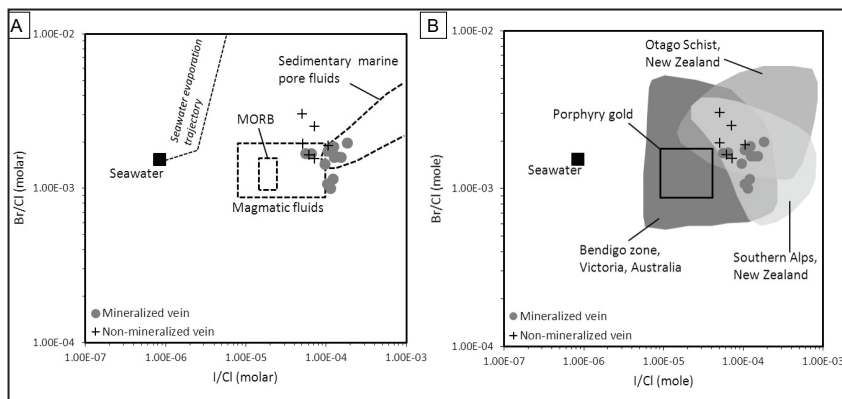 A
1.00E-02
Br/Cl (molar)
1.00E-03
1.00E-04
Seawater evaporation
trajectory
Sedimentary marine
pore fluids
MORB
Seawater
Magmatic fluids
Mineralized vein
Non-mineralized vein
1.00E-07
1.00E-06
1.00E-05
1.00E-04
1.00E-03
I/Cl (molar)
B
1.00E-02
Br/Cl (mole)
1.00E-03
1.00E-04
Otago Schist,
New Zealand
Porphyry gold
Seawater
Bendigo zone,
Victoria, Australia
Southern Alps,
New Zealand
Mineralized vein
Non-mineralized vein
1.00E-07
1.00E-06
1.00E-05
1.00E-04
1.00E-03
I/Cl (mole)